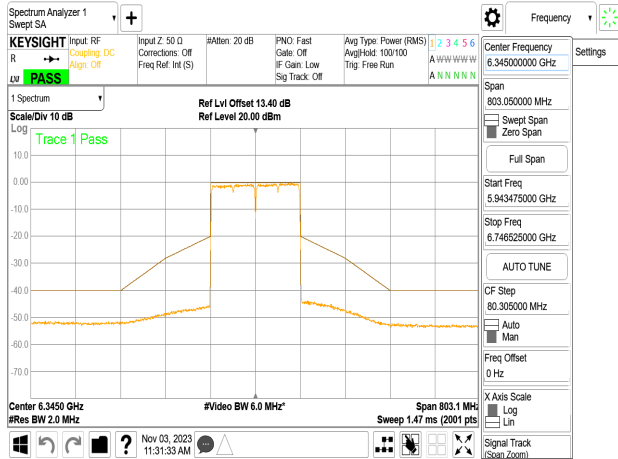 Spectrum Analyzer 1
Swept SA
KEYSIGHT
R
PASS
Input: RF
Coupling: DC
Align: Off
Input Z: 50 Ω
Corrections: Off
Freq Ref: Int (S)
#Atten: 20 dB
PNO: Fast
Gate: Off
IF Gain: Low
Sig Track: Off
Avg Type: Power (RMS)
Avg|Hold: 100/100
Trig: Free Run
1 2 3 4 5 6
A W W W W W
A N N N N N
1 Spectrum
Scale/Div 10 dB
Ref Lvl Offset 13.40 dB
Ref Level 20.00 dBm
Log
Trace 1 Pass
10.0
0.00
-10.0
-20.0
-30.0
-40.0
-50.0
-60.0
-70.0
Center 6.3450 GHz
#Video BW 6.0 MHz*
Span 803.1 MHz
#Res BW 2.0 MHz
Sweep 1.47 ms (2001 pts
?
Nov 03, 2023
11:31:33 AM
Frequency
Settings
Center Frequency
6.345000000 GHz
Span
803.050000 MHz
Swept Span
Zero Span
Full Span
Start Freq
5.943475000 GHz
Stop Freq
6.746525000 GHz
AUTO TUNE
CF Step
80.305000 MHz
Auto
Man
Freq Offset
0 Hz
X Axis Scale
Log
Lin
Signal Track
(Span Zoom)